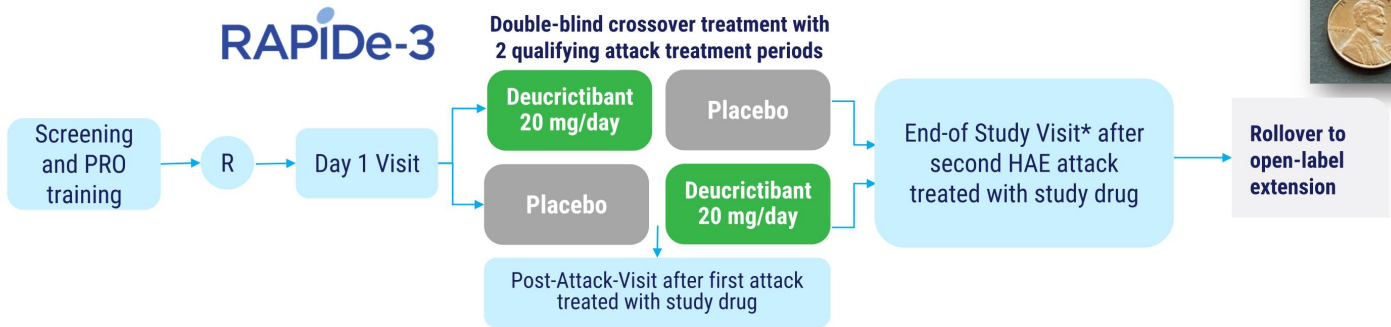 RAPIDe-3
Double-blind crossover treatment with
2 qualifying attack treatment periods
Screening
and PRO
training
R
Day 1 Visit
Deucrictibant
20 mg/day
Placebo
Placebo
Deucrictibant
20 mg/day
Post-Attack-Visit after first attack
treated with study drug
End-of Study Visit* after
second HAE attack
treated with study drug
Rollover to
open-label
extension